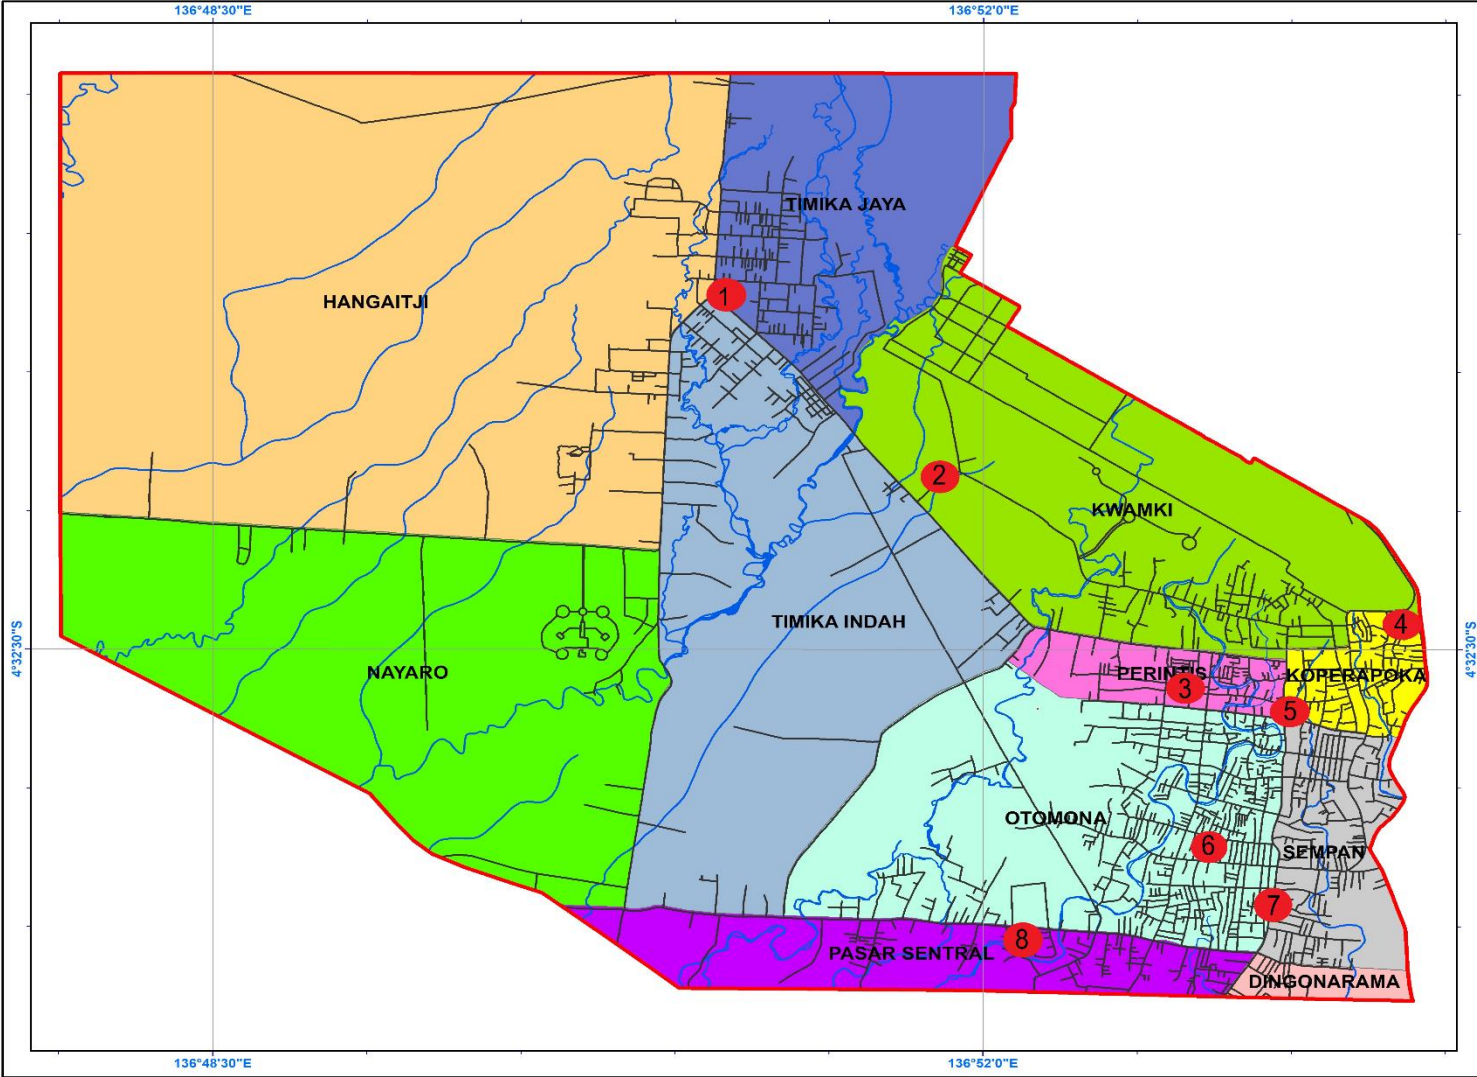 136°48'30"E
136°52'0"E
TIMIKA JAYA
1
HANGAITJI
2
KWAMKI
4°32'30"S
TIMIKA INDAH
4
4°32'30"S
NAYARO
PERINTIS
KOPERAPOKA
3
5
OTOMONA
6
SEMPAN
7
8
PASAR SENTRAL
DINGONARAMA
136°48'30"E
136°52'0"E